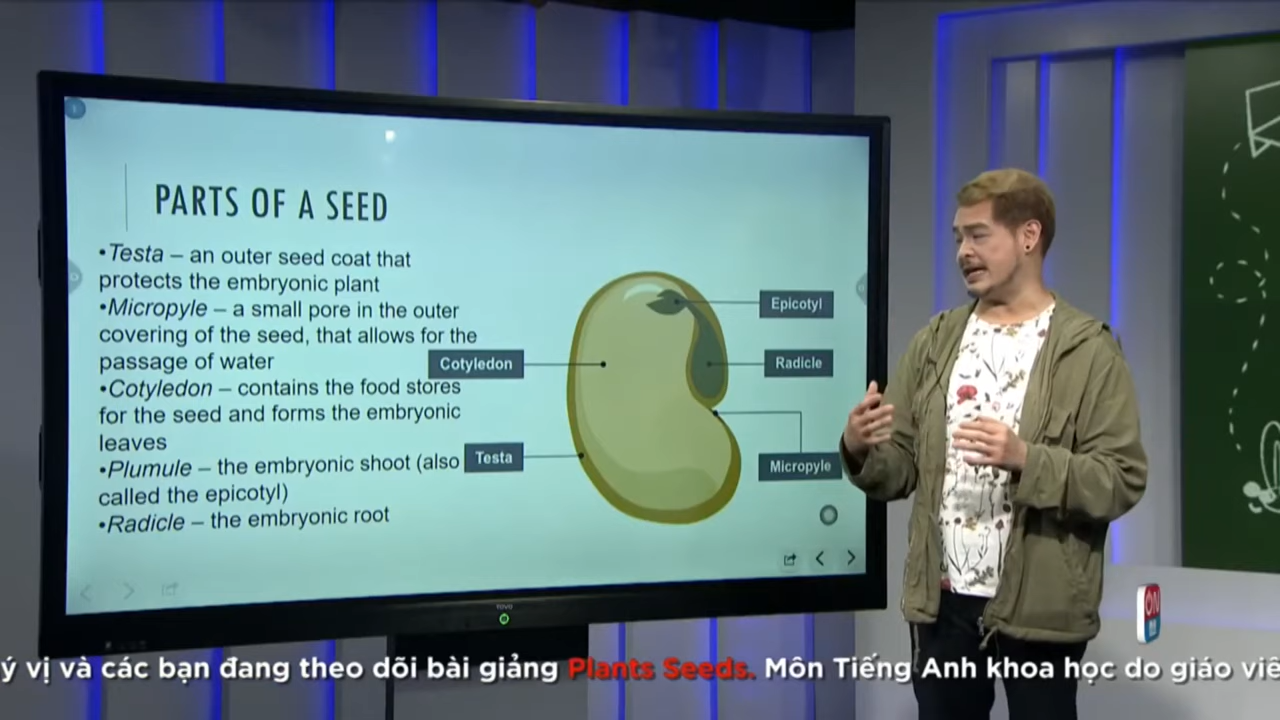 PARTS OF A SEED
•Testa – an outer seed coat that
protects the embryonic plant
•Micropyle – a small pore in the outer
covering of the seed, that allows for the
passage of water
•Cotyledon – contains the food stores
for the seed and forms the embryonic
leaves
•Plumule – the embryonic shoot (also
called the epicotyl)
•Radicle – the embryonic root
Epicotyl
Cotyledon
Radicle
Testa
Micropyle
ON
ý vị và các bạn đang theo dõi bài giảng Plants Seeds. Môn Tiếng Anh khoa học do giáo viê